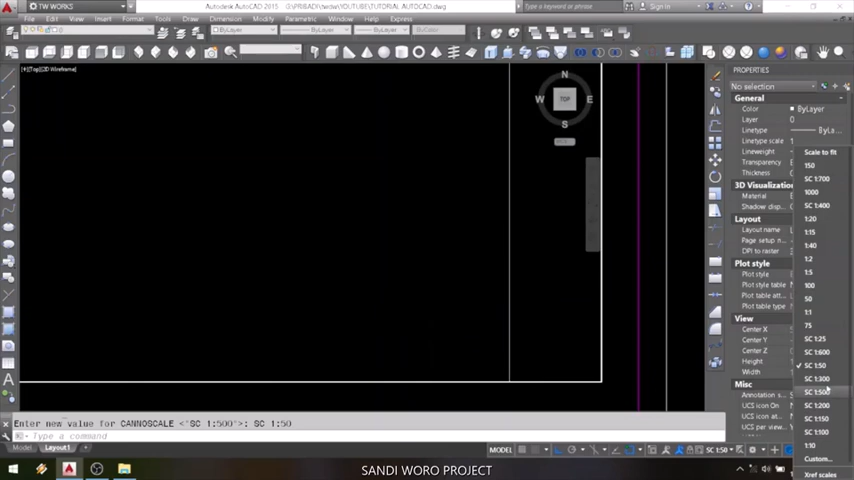 TW WORKS
Autodesk AutoCAD 2015
G:\PRIBADI\twdw\YOUTUBE\TUTORIAL AUTOCAD.dwg
Type a keyword or phrase
Sign In
File Edit View Insert Format Tools Draw Dimension Modify Parametric Window Help Express
ByLayer
ByLayer
ByLayer
ByColor
[+][Top][2D Wireframe]
N
W TOP E
S
WCS
PROPERTIES
No selection
General
Color ByLayer
Layer 0
Linetype ByLa...
Linetype scale 1
Lineweight
Transparency
Thickness
3D Visualization
Material
Shadow disp...
Layout
Layout name
Page setup n...
DPI to raster
Plot style
Plot style
Plot style table
Plot table att...
Plot table type
View
Center X
Center Y
Center Z
Height
Width
Misc
Annotation s...
UCS icon On
UCS icon at ...
UCS per view...
Scale to fit
150
SC 1:700
1000
SC 1:400
1:20
1:15
1:40
1:2
1:5
100
50
1:1
75
SC 1:25
SC 1:600
SC 1:50
SC 1:300
SC 1:500
SC 1:200
SC 1:150
SC 1:100
1:10
Custom...
Xref scales
Enter new value for CANNOSCALE <'SC 1:500'>: SC 1:50
Type a command
Model Layout1 +
MODEL
SC 1:50
SANDI WORO PROJECT